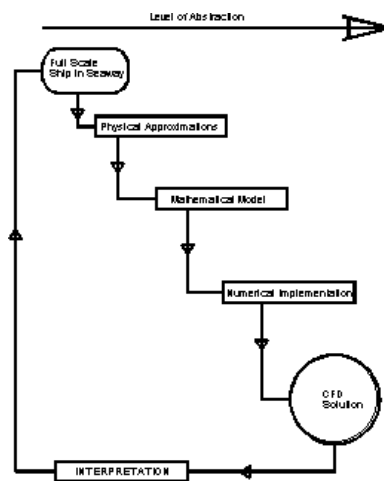 Level of Abstraction
Full Scale
Ship in Seaway
Physical Approximations
Mathematical Model
Numerical Implementation
CFD
Solution
INTERPRETATION